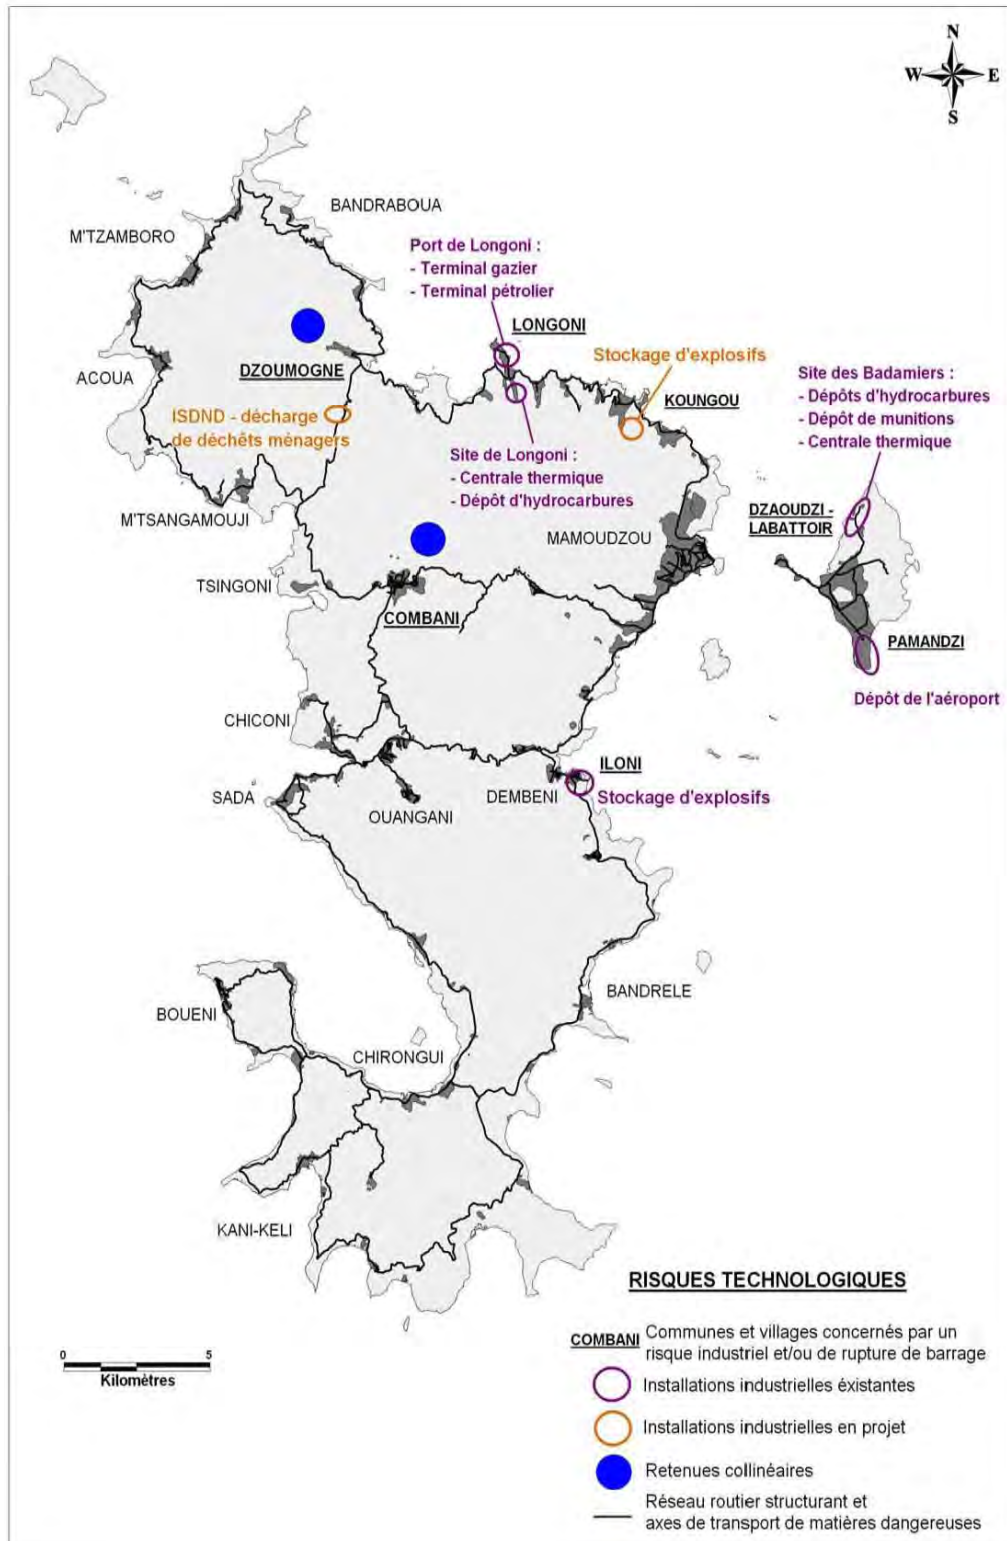 N
W E
S
BANDRABOUA
M'TZAMBORO
Port de Longoni :
- Terminal gazier
- Terminal pétrolier
LONGONI
Stockage d'explosifs
ACOUA
DZOUMOGNE
KOUNGOU
Site des Badamiers :
- Dépôts d'hydrocarbures
- Dépôt de munitions
- Centrale thermique
ISDND - décharge
de déchêts ménagers
Site de Longoni :
- Centrale thermique
- Dépôt d'hydrocarbures
M'TSANGAMOUJI
MAMOUDZOU
DZAOUDZI -
LABATTOIR
TSINGONI
COMBANI
PAMANDZI
Dépôt de l'aéroport
CHICONI
ILONI
SADA
OUANGANI
DEMBENI
Stockage d'explosifs
BOUENI
BANDRELE
CHIRONGUI
KANI-KELI
RISQUES TECHNOLOGIQUES
COMBANI Communes et villages concernés par un
risque industriel et/ou de rupture de barrage
Installations industrielles éxistantes
Installations industrielles en projet
Retenues collinéaires
Réseau routier structurant et
axes de transport de matières dangereuses
0 5
Kilomètres